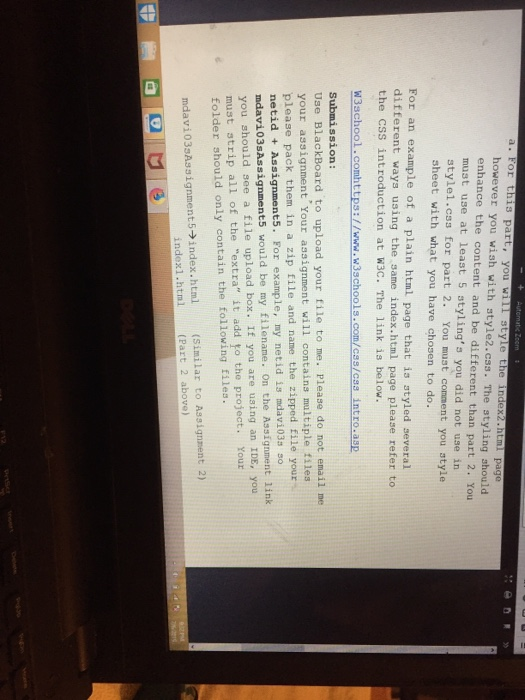 Automatic Zoom
a. For this part, you will style the index2.html page
however you wish with style2.css. The styling should
enhance the content and be different than part 2. You
must use at least 5 styling's you did not use in
style1.css for part 2. You must comment you style
sheet with what you have chosen to do.
For an example of a plain html page that is styled several
different ways using the same index.html page please refer to
the CSS introduction at W3C. The link is below.
W3school.comhttps://www.w3schools.com/css/css_intro.asp
Submission:
Use BlackBoard to upload your file to me. Please do not email me
your assignment Your assignment will contains multiple files
please pack them in a zip file and name the zipped file your
netid + Assignment5. For example, my netid is mdavi03s so
mdavi03sAssignment5 would be my filename. On the Assignment link
you should see a file upload box. If you are using an IDE, you
must strip all of the "extra" it add to the project. Your
folder should only contain the following files.
mdavi03sAssignment5→index.html (Similar to Assignment 2)
index1.html (Part 2 above)
DELL